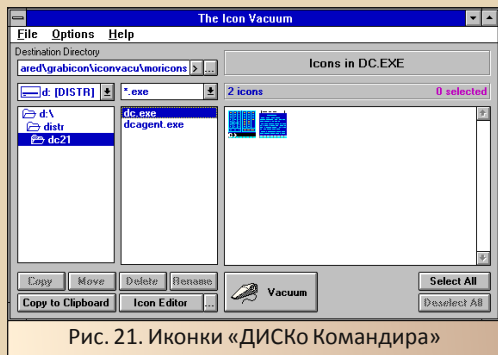 The Icon Vacuum
File Options Help
Destination Directory
ared\grabicon\iconvacu\moricons > ...
Icons in DC.EXE
d: [DISTR] *.exe 2 icons 0 selected
d:\ dc.exe
distr dcagent.exe
dc21
Copy Move Delete Rename
Vacuum
Select All
Copy to Clipboard Icon Editor ...
Deselect All
Рис. 21. Иконки «ДИСКо Командира»